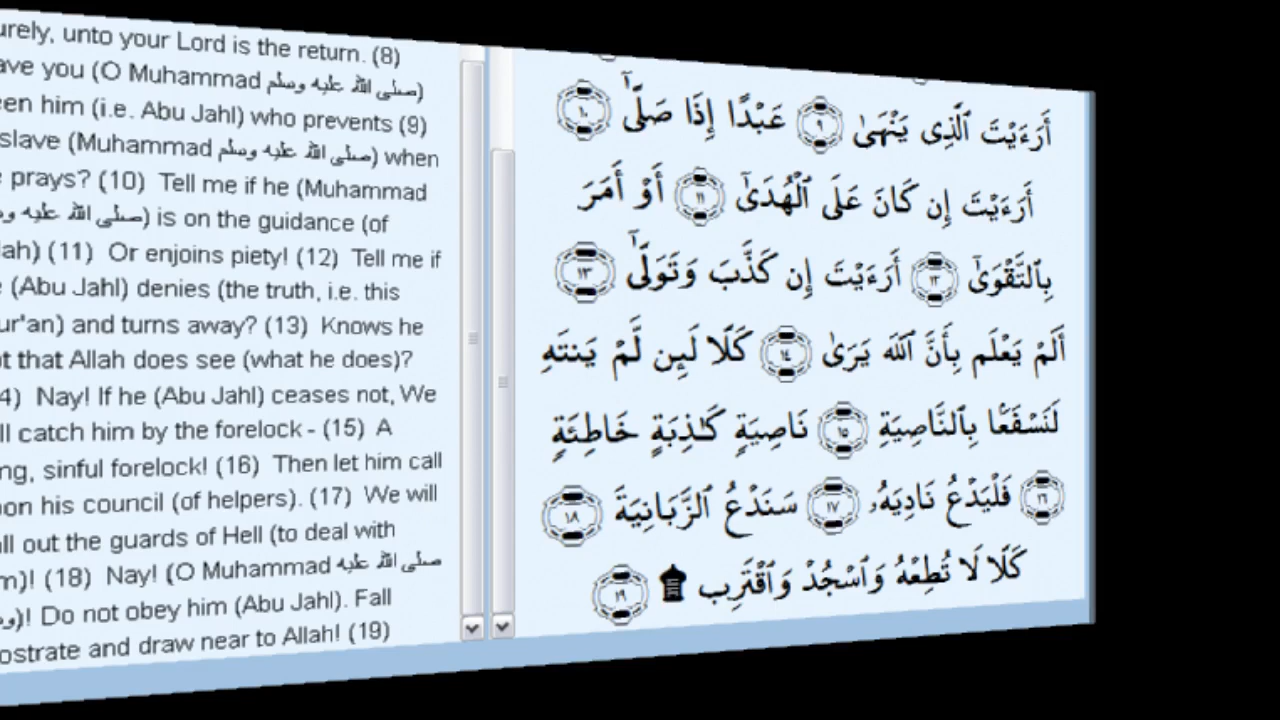 urely, unto your Lord is the return. (8)
ave you (O Muhammad صلى الله عليه وسلم)
een him (i.e. Abu Jahl) who prevents (9)
slave (Muhammad صلى الله عليه وسلم) when
prays? (10) Tell me if he (Muhammad
صلى الله عليه) is on the guidance (of
lah) (11) Or enjoins piety! (12) Tell me if
(Abu Jahl) denies (the truth, i.e. this
ur'an) and turns away? (13) Knows he
t that Allah does see (what he does)?
4) Nay! If he (Abu Jahl) ceases not, We
ll catch him by the forelock - (15) A
ng, sinful forelock! (16) Then let him call
on his council (of helpers). (17) We will
ll out the guards of Hell (to deal with
m)! (18) Nay! (O Muhammad صلى الله عليه
)! Do not obey him (Abu Jahl). Fall
ostrate and draw near to Allah! (19)
أَرَءَيْتَ ٱلَّذِى يَنْهَىٰ ٩ عَبْدًا إِذَا صَلَّىٰٓ ١٠
أَرَءَيْتَ إِن كَانَ عَلَى ٱلْهُدَىٰٓ ١١ أَوْ أَمَرَ
بِٱلتَّقْوَىٰٓ ١٢ أَرَءَيْتَ إِن كَذَّبَ وَتَوَلَّىٰٓ ١٣
أَلَمْ يَعْلَم بِأَنَّ ٱللَّهَ يَرَىٰ ١٤ كَلَّا لَئِن لَّمْ يَنتَهِ
لَنَسْفَعًۢا بِٱلنَّاصِيَةِ ١٥ نَاصِيَةٍ كَـٰذِبَةٍ خَاطِئَةٍ
١٦ فَلْيَدْعُ نَادِيَهُۥ ١٧ سَنَدْعُ ٱلزَّبَانِيَةَ ١٨
كَلَّا لَا تُطِعْهُ وَٱسْجُدْ وَٱقْتَرِب ۩ ١٩